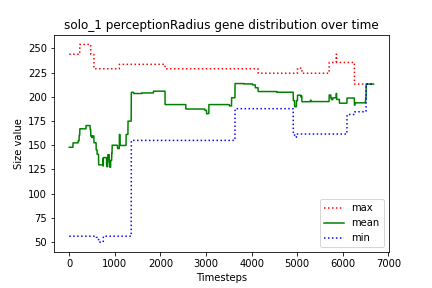 solo_1 perceptionRadius gene distribution over time
Size value
250
225
200
175
150
125
100
75
50
max
mean
min
0 1000 2000 3000 4000 5000 6000 7000
Timesteps